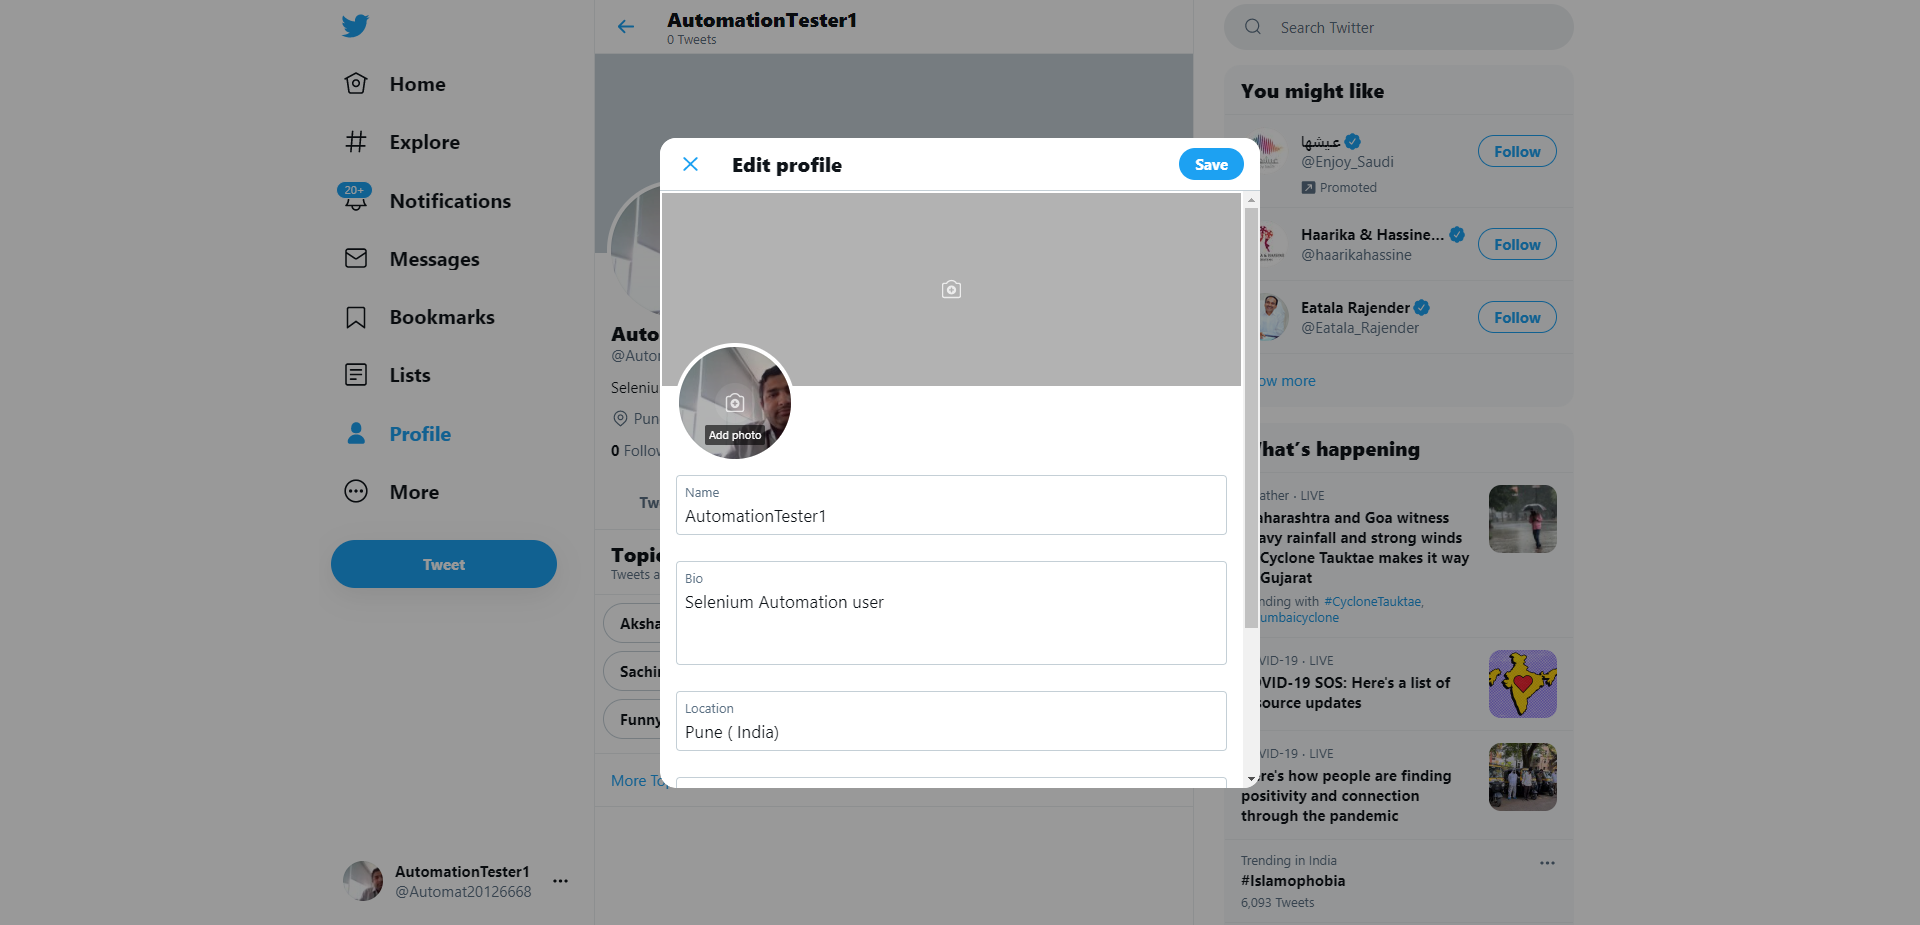 Home
Explore
20+
Notifications
Messages
Bookmarks
Lists
Profile
More
Tweet
AutomationTester1
@Automat20126668
AutomationTester1
0 Tweets
Auto
@Autor
Seleniu
Pun
0 Follov
Tw
Topic
Tweets a
Aksha
Sachi
Funny
More To
Edit profile
Save
Add photo
Name
AutomationTester1
Bio
Selenium Automation user
Location
Pune ( India)
Search Twitter
You might like
عيشها
@Enjoy_Saudi
Promoted
Follow
Haarika & Hassine...
@haarikahassine
Follow
Eatala Rajender
@Eatala_Rajender
Follow
ow more
hat's happening
ather · LIVE
aharashtra and Goa witness
avy rainfall and strong winds
Cyclone Tauktae makes it way
Gujarat
nding with #CycloneTauktae,
umbaicyclone
VID-19 · LIVE
OVID-19 SOS: Here's a list of
source updates
VID-19 · LIVE
re's how people are finding
positivity and connection
through the pandemic
Trending in India
#Islamophobia
6,093 Tweets